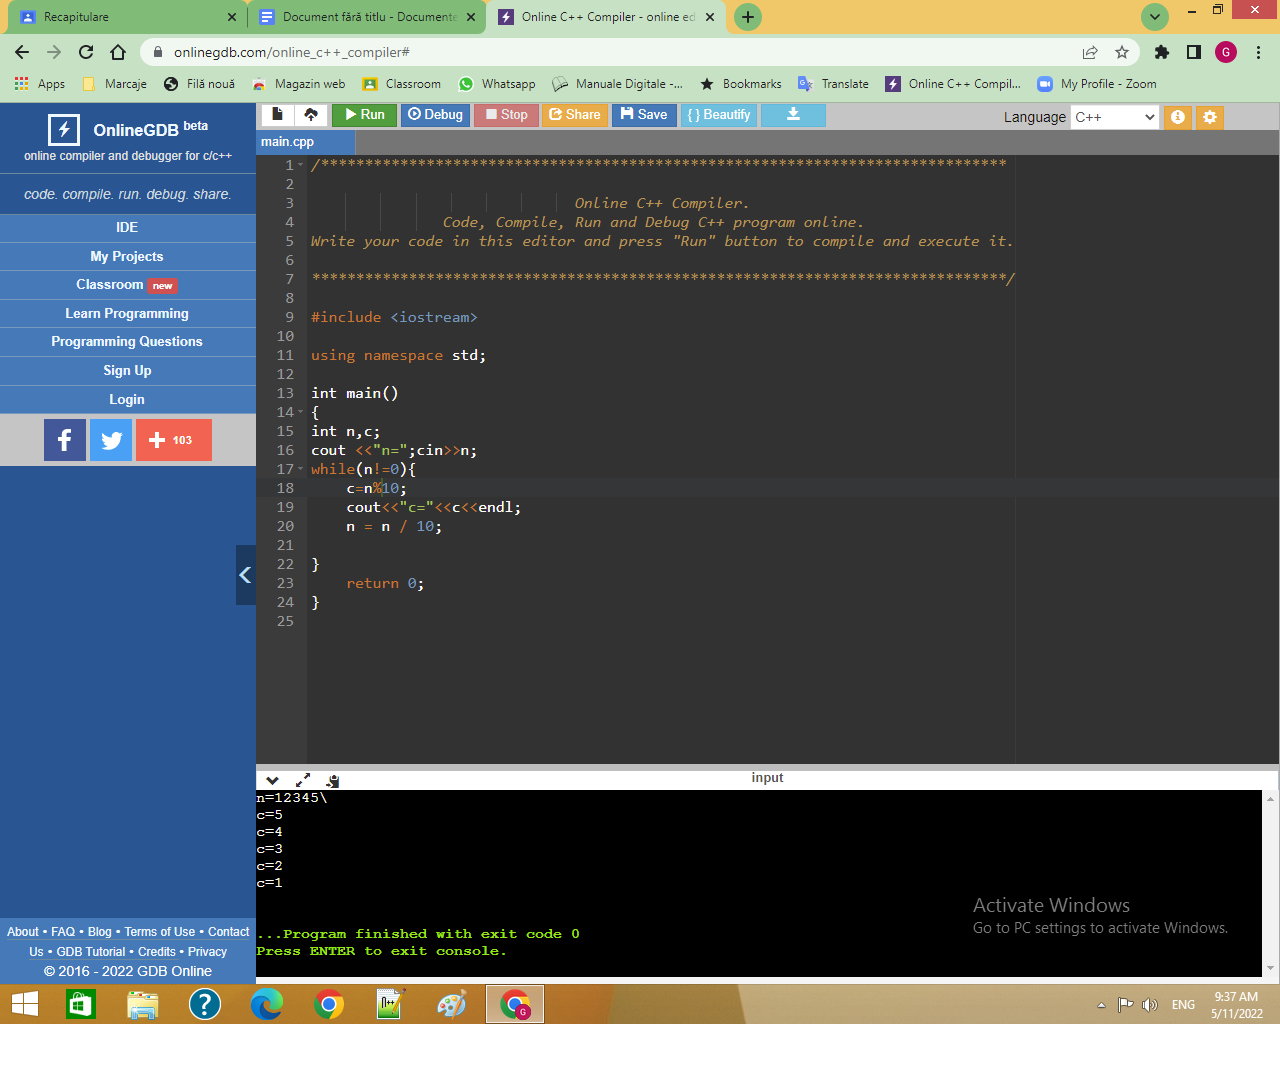 Recapitulare
Document fără titlu - Documente
Online C++ Compiler - online ed
onlinegdb.com/online_c++_compiler#
G
Apps
Marcaje
Filă nouă
Magazin web
Classroom
Whatsapp
Manuale Digitale -...
Bookmarks
Translate
Online C++ Compil...
My Profile - Zoom
OnlineGDB beta
online compiler and debugger for c/c++
code. compile. run. debug. share.
IDE
My Projects
Classroom new
Learn Programming
Programming Questions
Sign Up
Login
103
Run
Debug
Stop
Share
Save
{ } Beautify
Language C++
main.cpp
1 /******************************************************************************
2
3 Online C++ Compiler.
4 Code, Compile, Run and Debug C++ program online.
5 Write your code in this editor and press "Run" button to compile and execute it.
6
7 *******************************************************************************/
8
9 #include <iostream>
10
11 using namespace std;
12
13 int main()
14 {
15 int n,c;
16 cout <<"n=";cin>>n;
17 while(n!=0){
18 c=n%10;
19 cout<<"c="<<c<<endl;
20 n = n / 10;
21
22 }
23 return 0;
24 }
25
input
n=12345\
c=5
c=4
c=3
c=2
c=1
...Program finished with exit code 0
Press ENTER to exit console.
Activate Windows
Go to PC settings to activate Windows.
About • FAQ • Blog • Terms of Use • Contact
Us • GDB Tutorial • Credits • Privacy
© 2016 - 2022 GDB Online
G
ENG
9:37 AM
5/11/2022